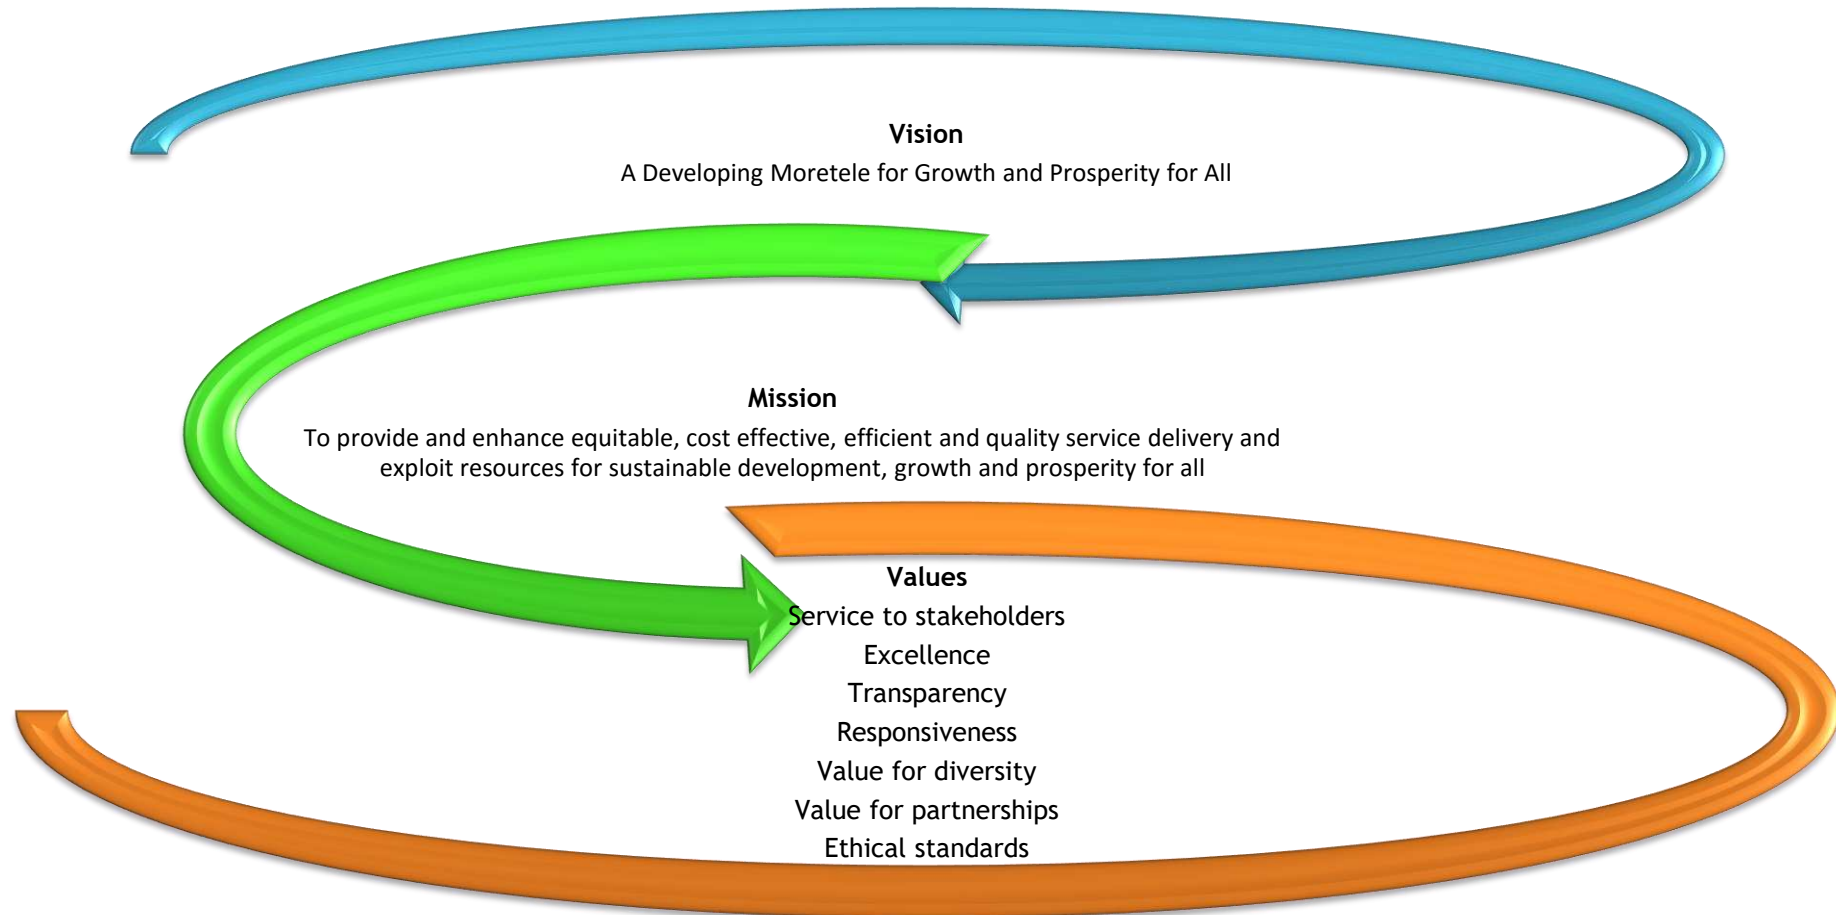 Vision
A Developing Moretele for Growth and Prosperity for All
Mission
To provide and enhance equitable, cost effective, efficient and quality service delivery and
exploit resources for sustainable development, growth and prosperity for all
Values
Service to stakeholders
Excellence
Transparency
Responsiveness
Value for diversity
Value for partnerships
Ethical standards